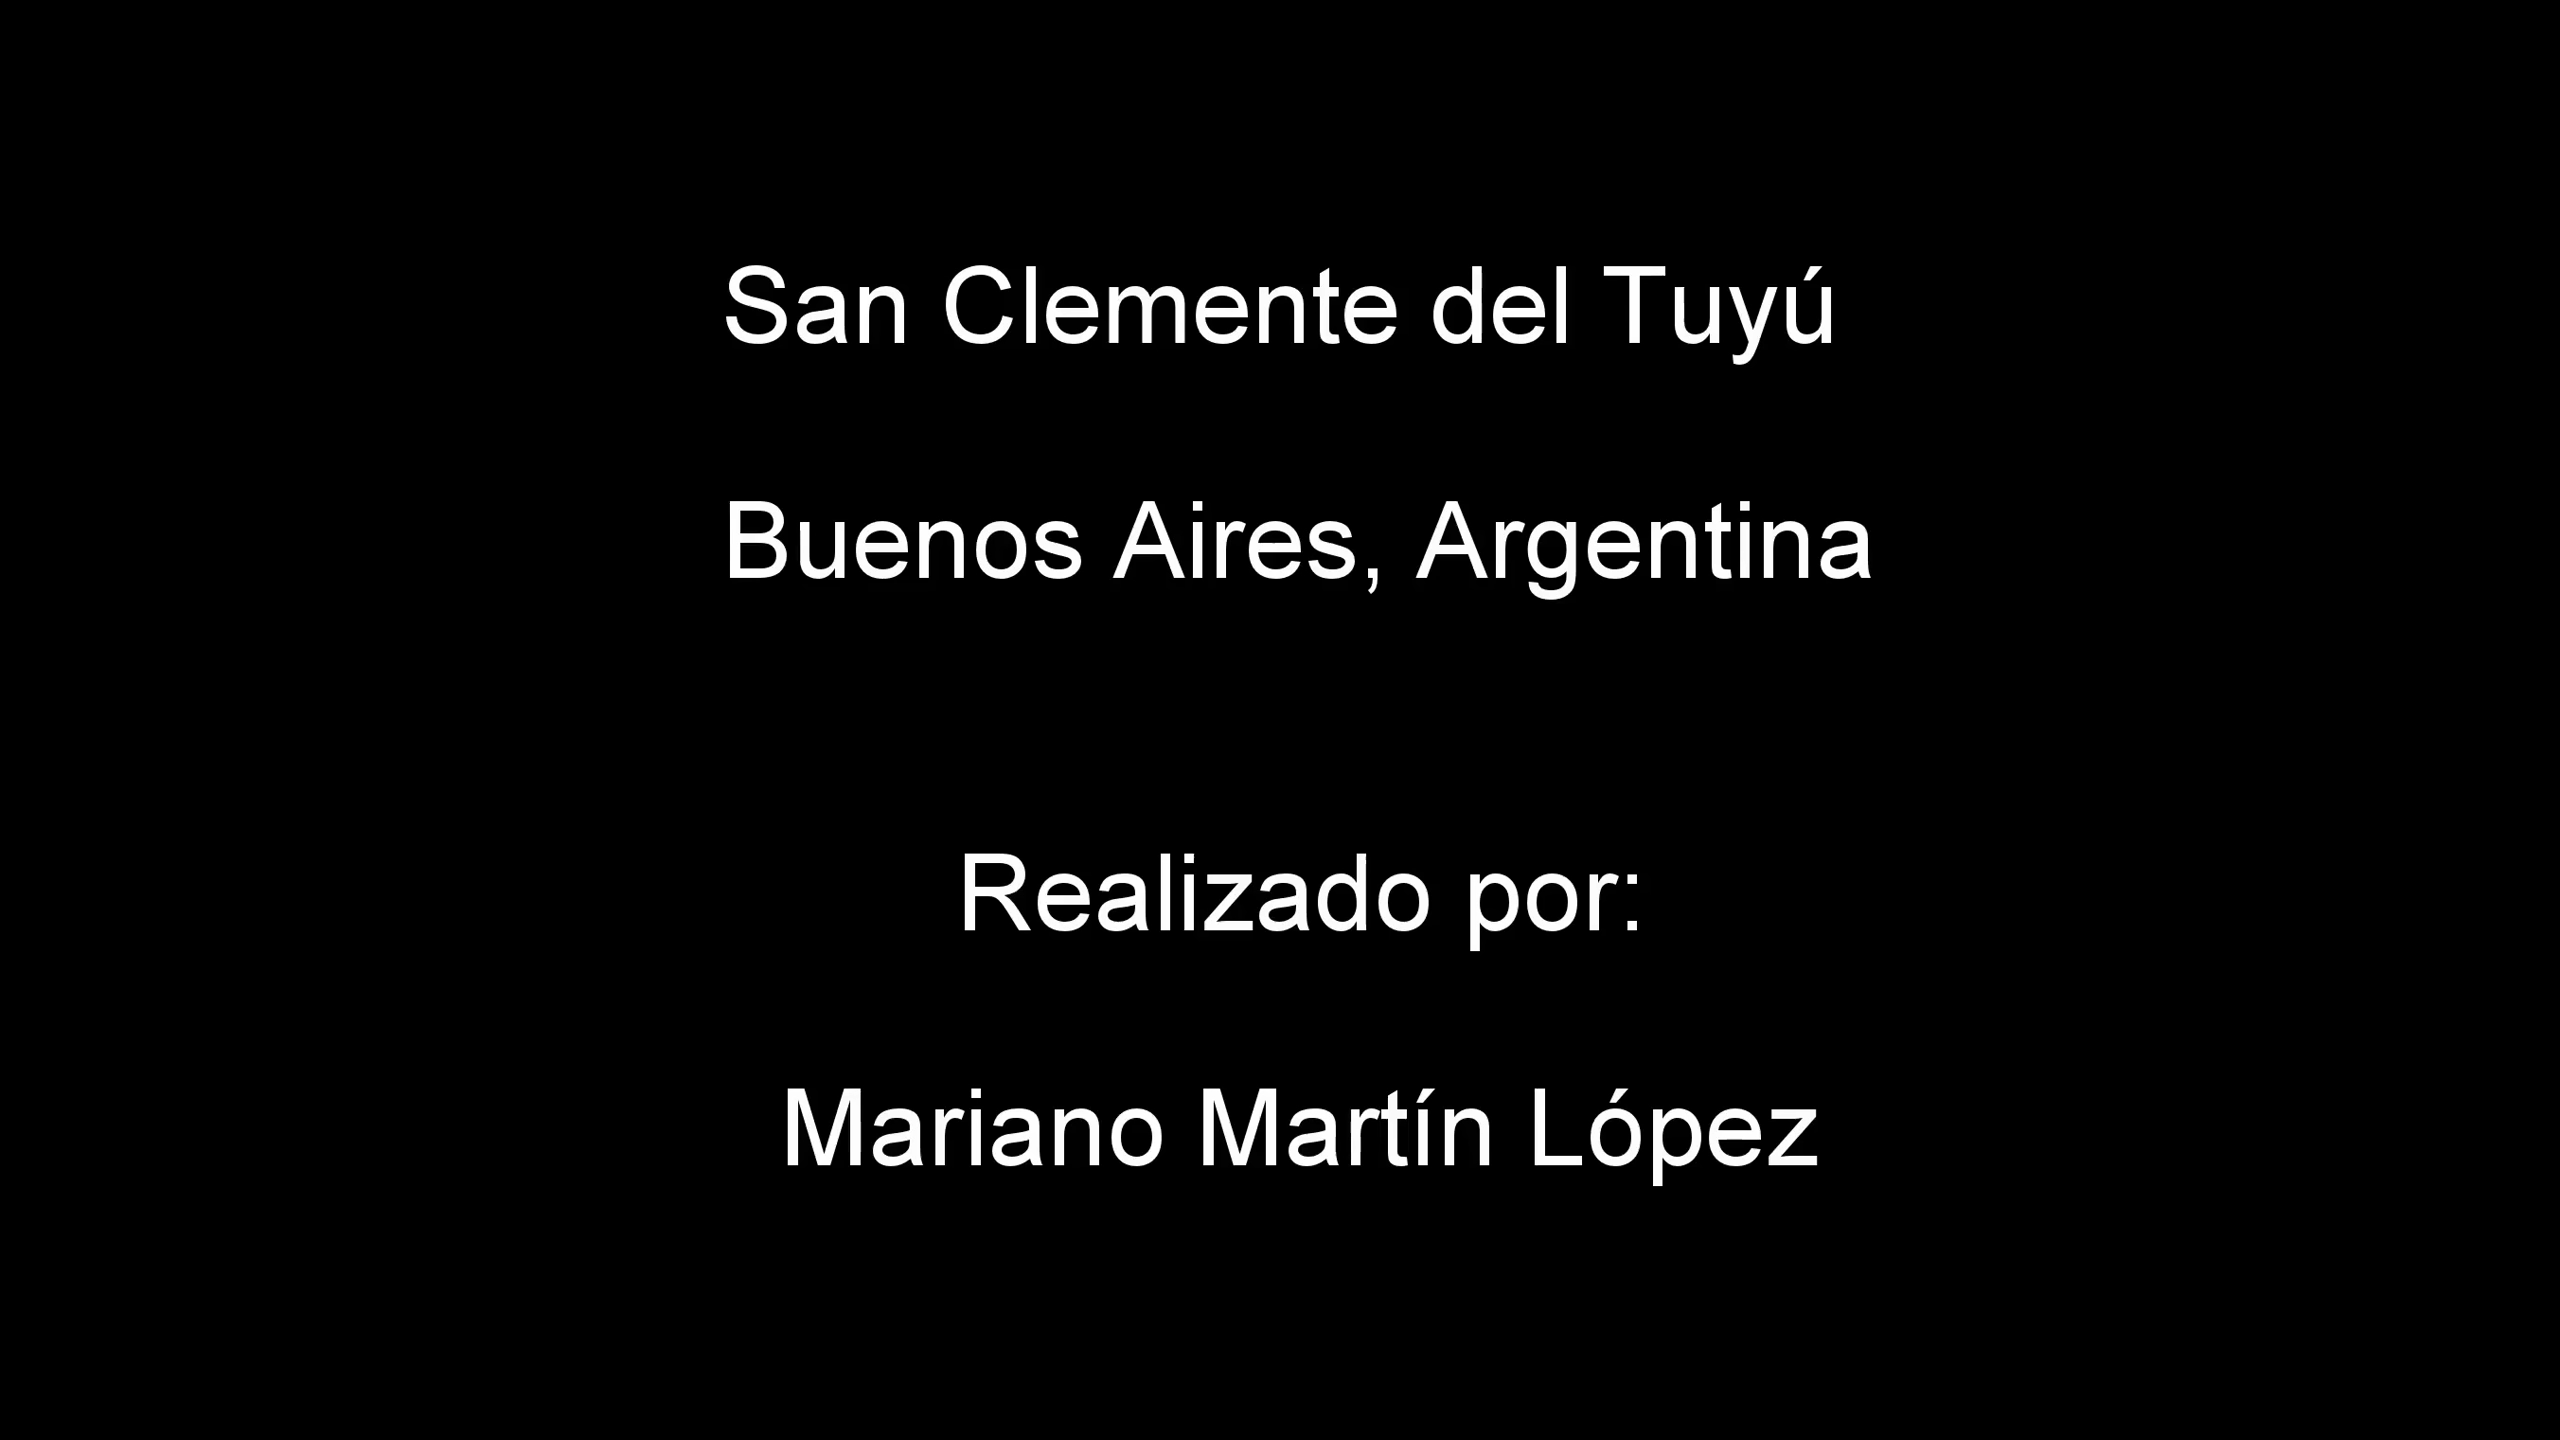 San Clemente del Tuyú
Buenos Aires, Argentina
Realizado por:
Mariano Martín López